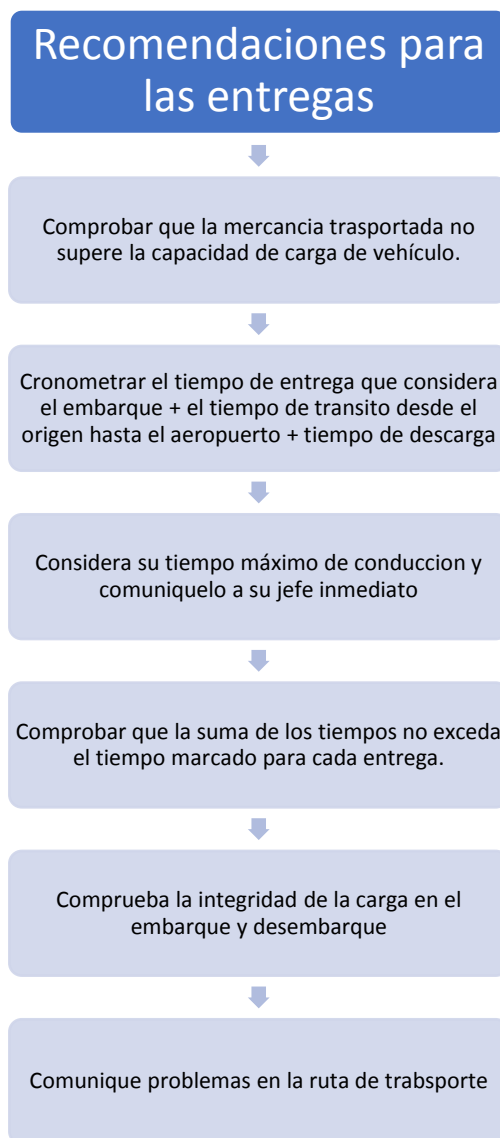 Recomendaciones para
las entregas
Comprobar que la mercancia trasportada no
supere la capacidad de carga de vehículo.
Cronometrar el tiempo de entrega que considera
el embarque + el tiempo de transito desde el
origen hasta el aeropuerto + tiempo de descarga
Considera su tiempo máximo de conduccion y
comuniquelo a su jefe inmediato
Comprobar que la suma de los tiempos no exceda
el tiempo marcado para cada entrega.
Comprueba la integridad de la carga en el
embarque y desembarque
Comunique problemas en la ruta de trabsporte